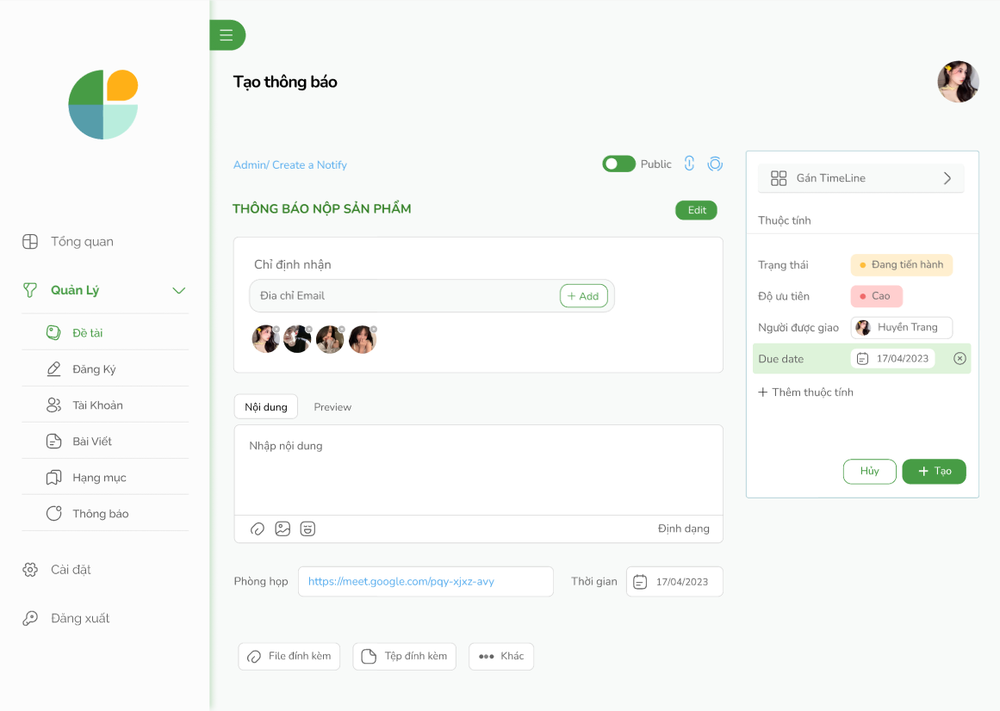 Tạo thông báo
Admin/ Create a Notify
Public
THÔNG BÁO NỘP SẢN PHẨM
Edit
Chỉ định nhận
Đia chỉ Email
+ Add
Nội dung
Preview
Nhập nội dung
Định dạng
Phòng họp
https://meet.google.com/pqy-xjxz-avy
Thời gian
17/04/2023
File đính kèm
Tệp đính kèm
Khác
Tổng quan
Quản Lý
Đề tài
Đăng Ký
Tài Khoản
Bài Viết
Hạng mục
Thông báo
Cài đặt
Đăng xuất
Gán TimeLine
Thuộc tính
Trạng thái
Đang tiến hành
Độ ưu tiên
Cao
Người được giao
Huyền Trang
Due date
17/04/2023
+ Thêm thuộc tính
Hủy
+ Tạo